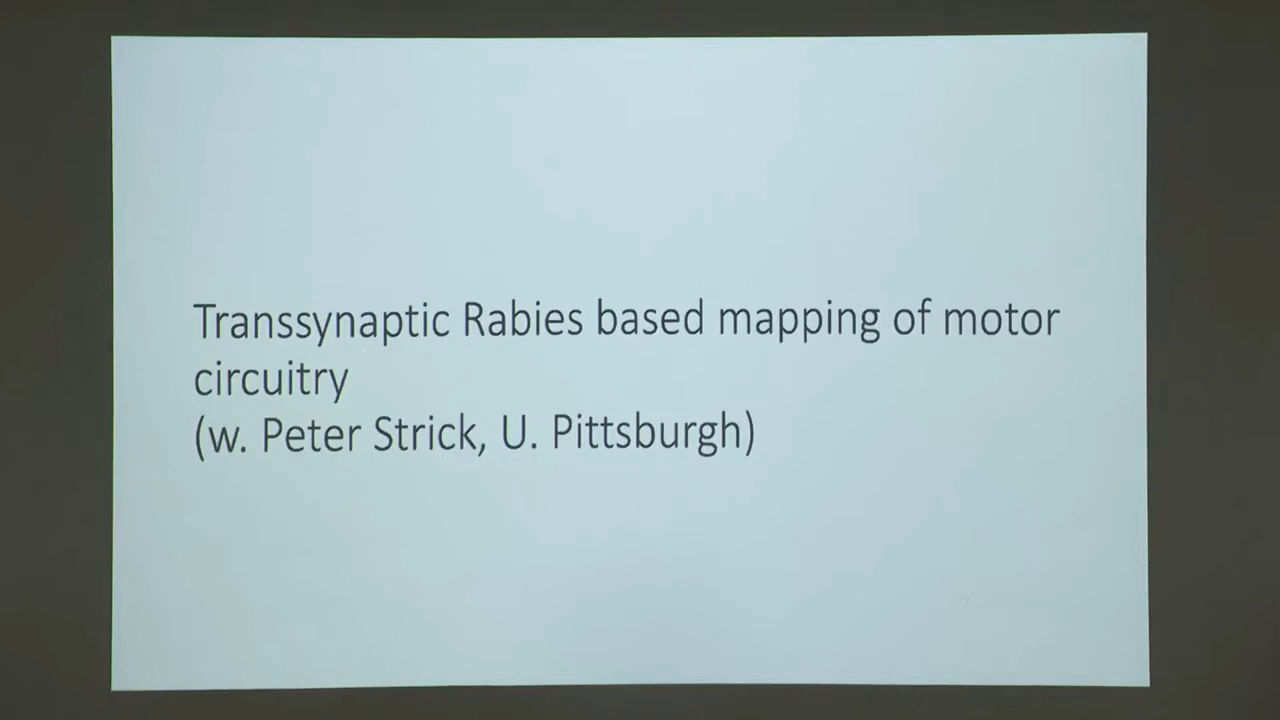 Transsynaptic Rabies based mapping of motor
circuitry
(w. Peter Strick, U. Pittsburgh)